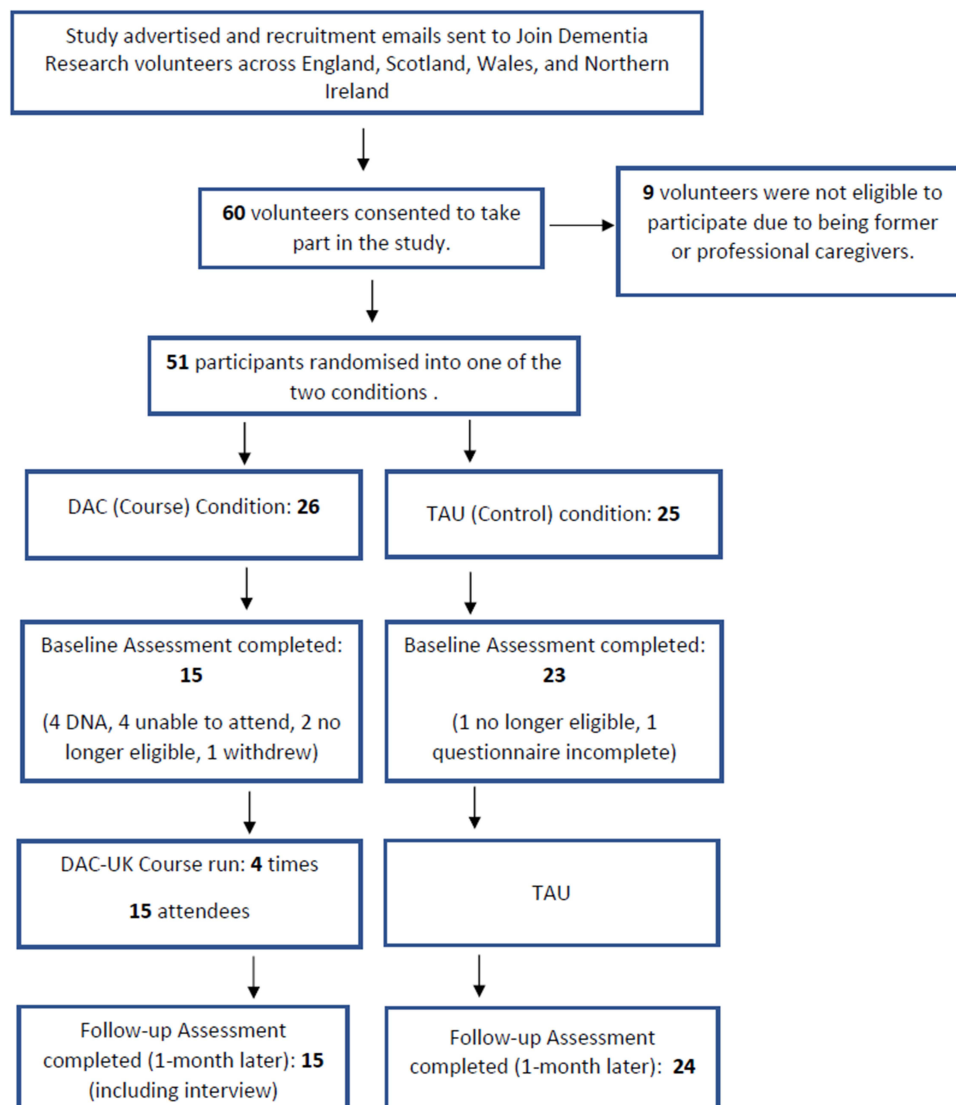 Study advertised and recruitment emails sent to Join Dementia
Research volunteers across England, Scotland, Wales, and Northern
Ireland
60 volunteers consented to take
part in the study.
9 volunteers were not eligible to
participate due to being former
or professional caregivers.
51 participants randomised into one of the
two conditions .
DAC (Course) Condition: 26
TAU (Control) condition: 25
Baseline Assessment completed:
15
(4 DNA, 4 unable to attend, 2 no
longer eligible, 1 withdrew)
Baseline Assessment completed:
23
(1 no longer eligible, 1
questionnaire incomplete)
DAC-UK Course run: 4 times
15 attendees
TAU
Follow-up Assessment
completed (1-month later): 15
(including interview)
Follow-up Assessment
completed (1-month later): 24